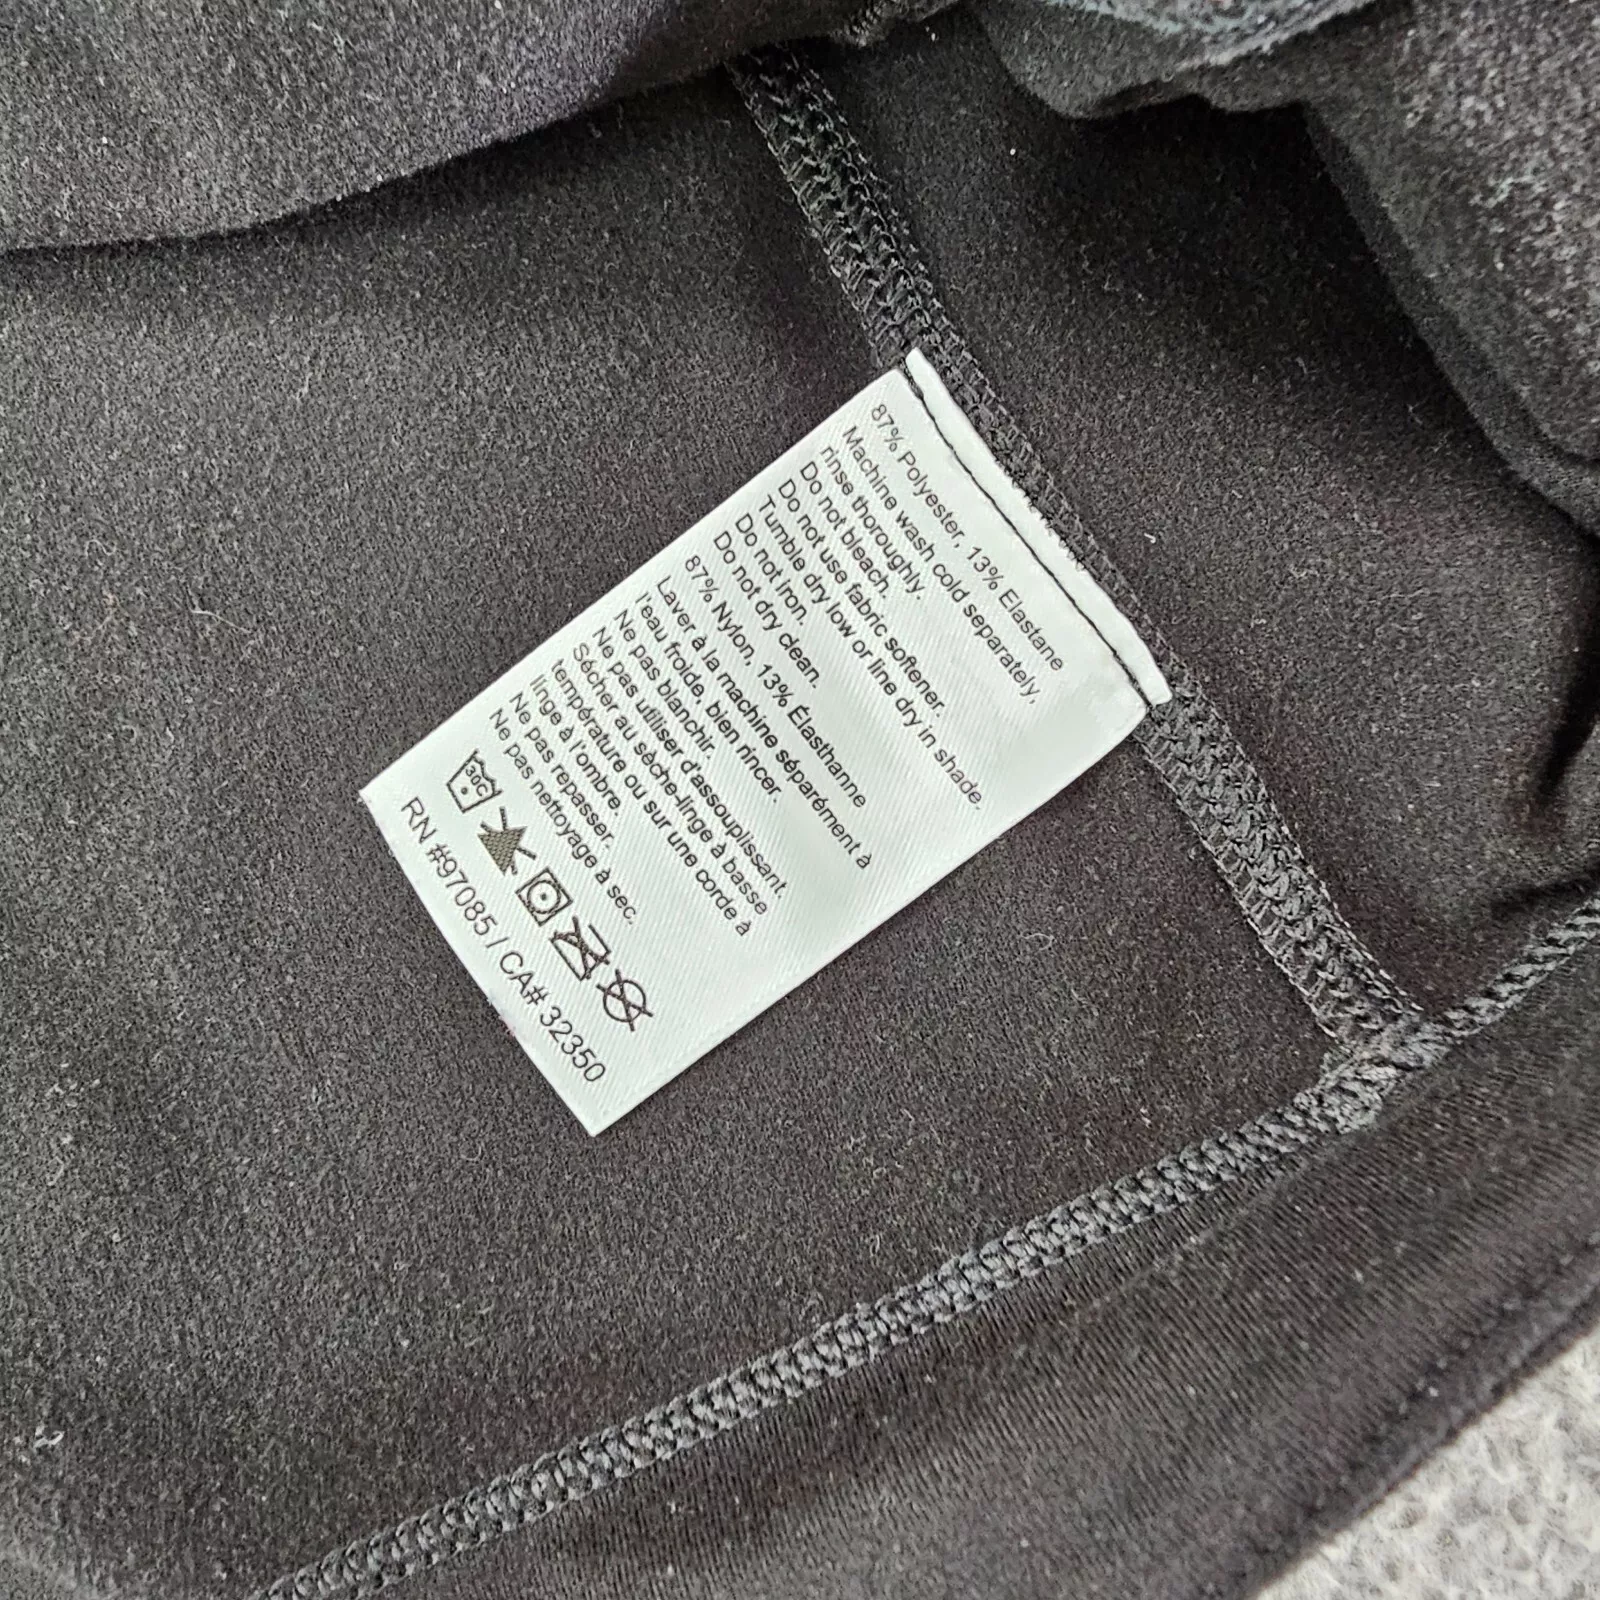 87% Polyester, 13% Elastane
Machine wash cold separately,
rinse thoroughly.
Do not bleach.
Do not use fabric softener.
Tumble dry low or line dry in shade.
Do not iron.
Do not dry clean.
87% Nylon, 13% Élasthanne
Laver à la machine séparément à
l'eau froide, bien rincer.
Ne pas blanchir.
Ne pas utiliser d'assouplissant.
Sécher au sèche-linge à basse
température ou sur une corde à
linge à l'ombre.
Ne pas repasser.
Ne pas nettoyage à sec.
30C
RN #97085 / CA# 32350